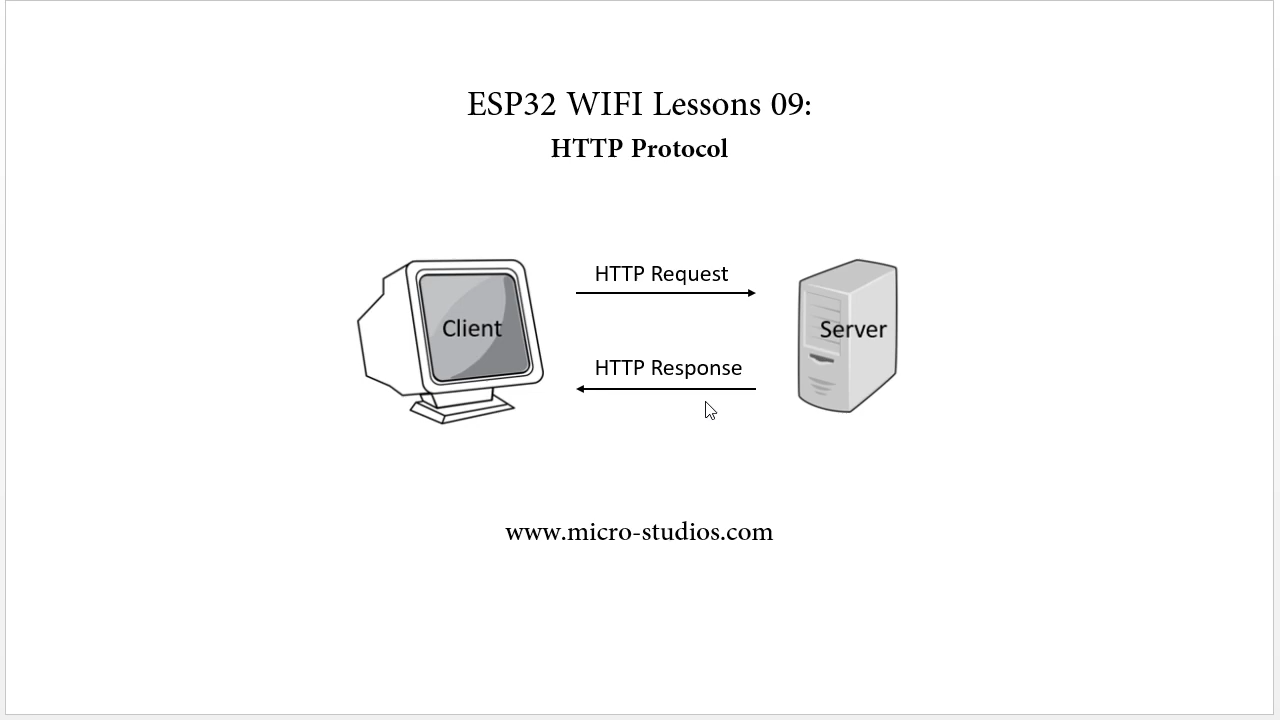 ESP32 WIFI Lessons 09:
HTTP Protocol
HTTP Request
Client
Server
HTTP Response
www.micro-studios.com